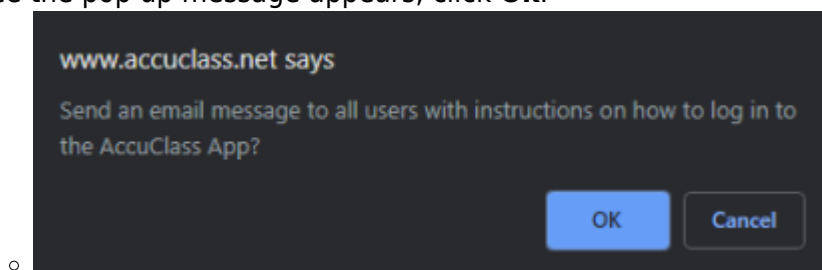 the pop up message appears, click OK.
www.accuclass.net says
Send an email message to all users with instructions on how to log in to
the AccuClass App?
OK
Cancel